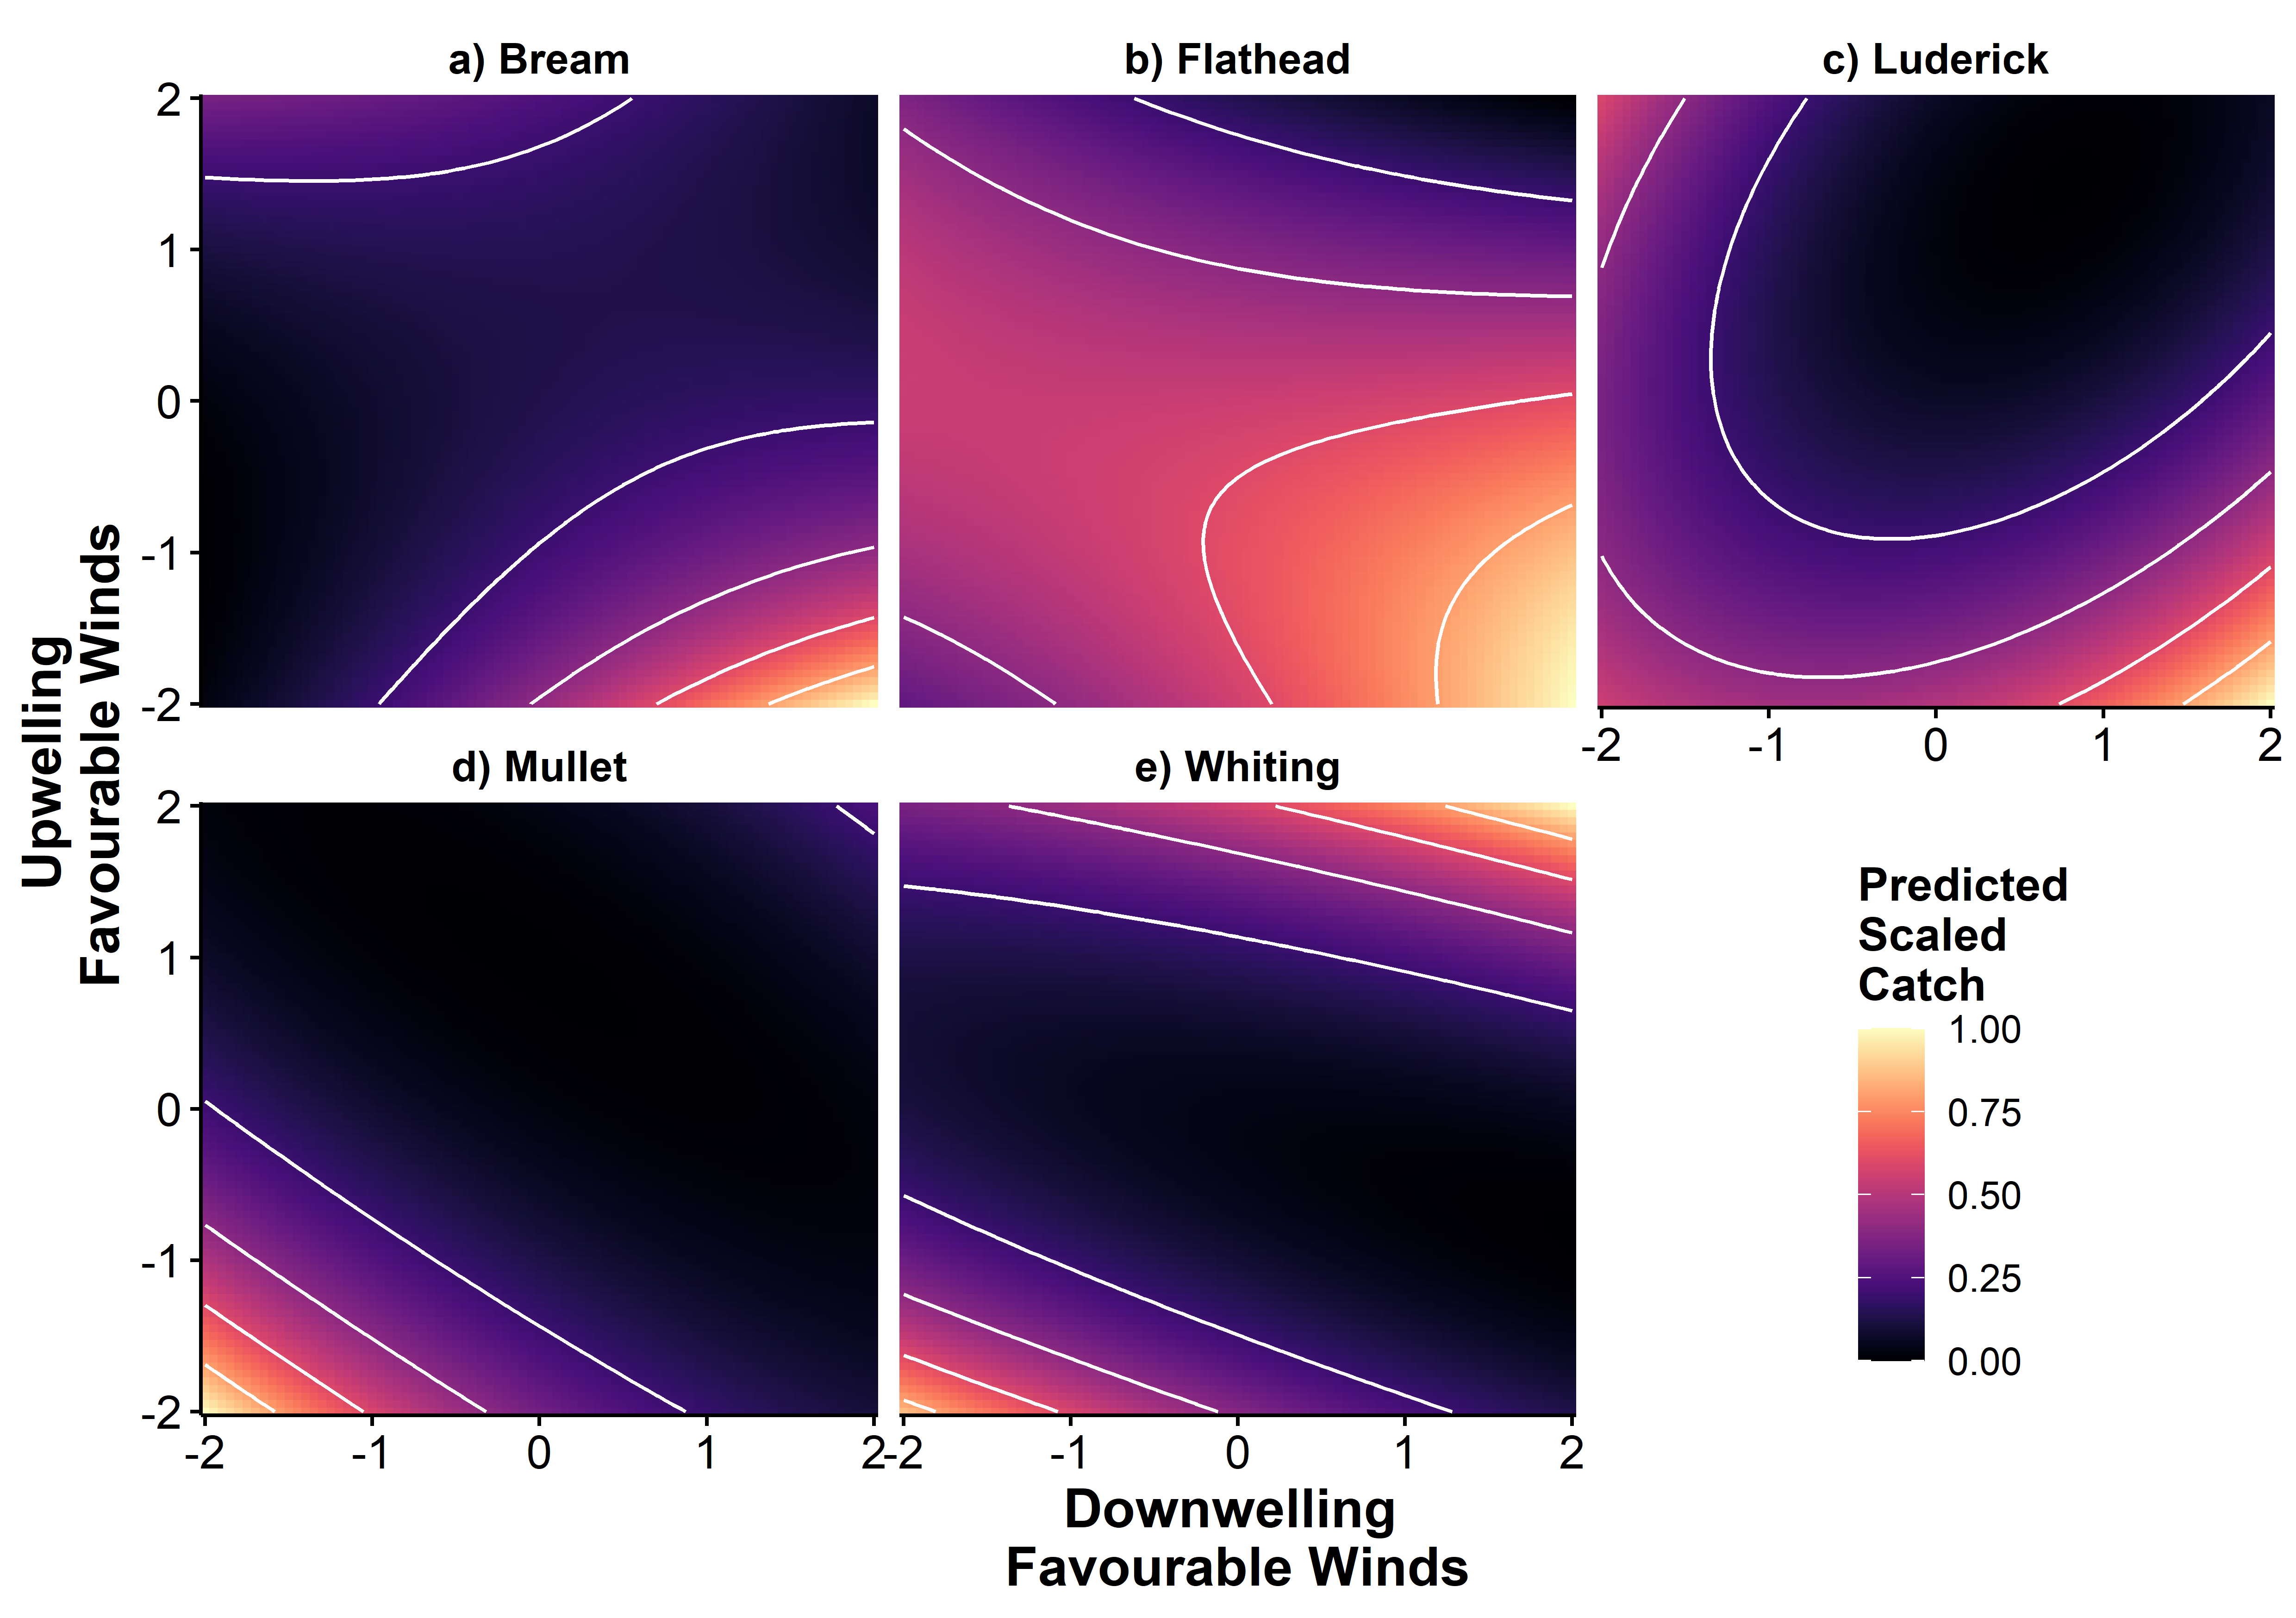 a) Bream
b) Flathead
c) Luderick
2
1
0
-1
-2
-2 -1 0 1 2
Upwelling
Favourable Winds
d) Mullet
e) Whiting
2
1
0
-1
-2
-2 -1 0 1 2
-2 -1 0 1 2
Downwelling
Favourable Winds
Predicted
Scaled
Catch
1.00
0.75
0.50
0.25
0.00